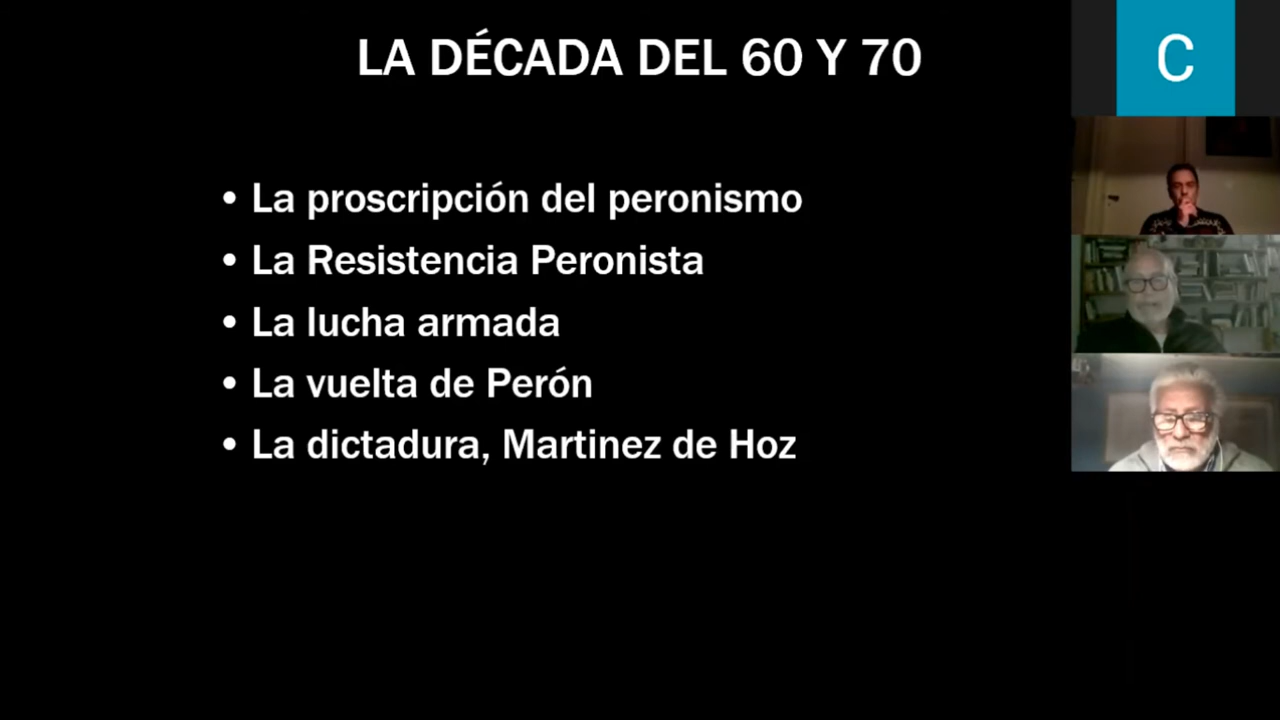 LA DÉCADA DEL 60 Y 70
C
• La proscripción del peronismo
• La Resistencia Peronista
• La lucha armada
• La vuelta de Perón
• La dictadura, Martinez de Hoz